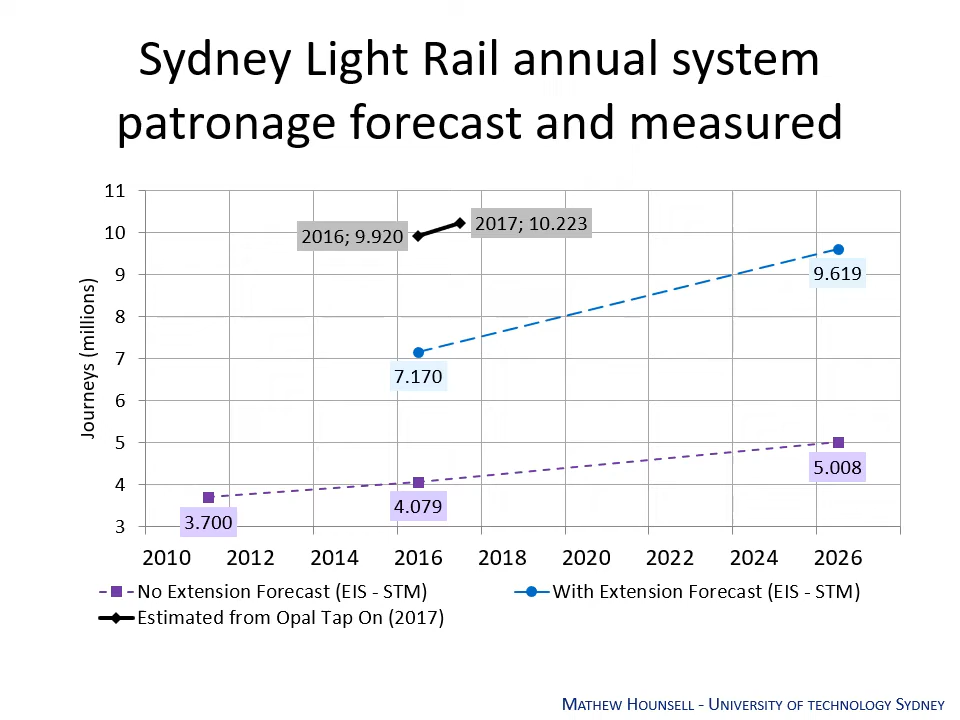 Sydney Light Rail annual system
patronage forecast and measured
11
10
9
8
7
6
5
4
3
Journeys (millions)
2016; 9.920
2017; 10.223
9.619
7.170
5.008
4.079
3.700
2010 2012 2014 2016 2018 2020 2022 2024 2026
No Extension Forecast (EIS - STM)
With Extension Forecast (EIS - STM)
Estimated from Opal Tap On (2017)
MATHEW HOUNSELL - UNIVERSITY OF TECHNOLOGY SYDNEY